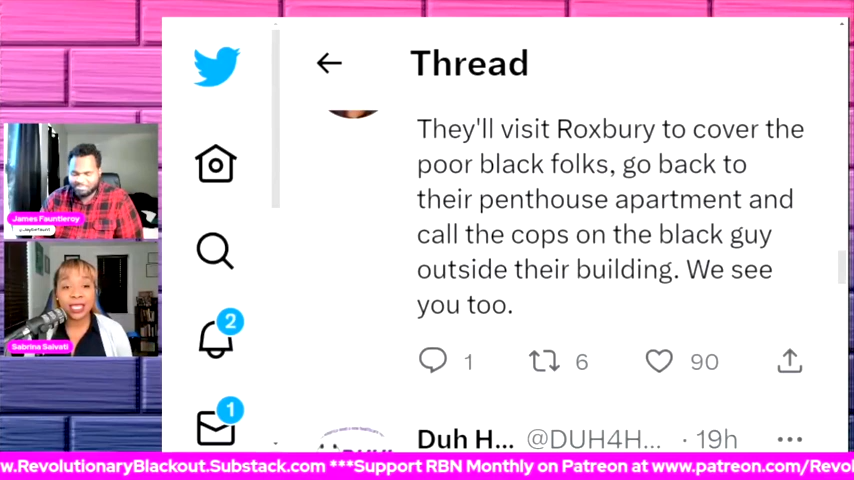 Thread
They'll visit Roxbury to cover the
poor black folks, go back to
their penthouse apartment and
call the cops on the black guy
outside their building. We see
you too.
1 6 90
Duh H... @DUH4H... · 19h
2
1
James Fauntleroy
Sabrina Salvati
w.RevolutionaryBlackout.Substack.com ***Support RBN Monthly on Patreon at www.patreon.com/Revol